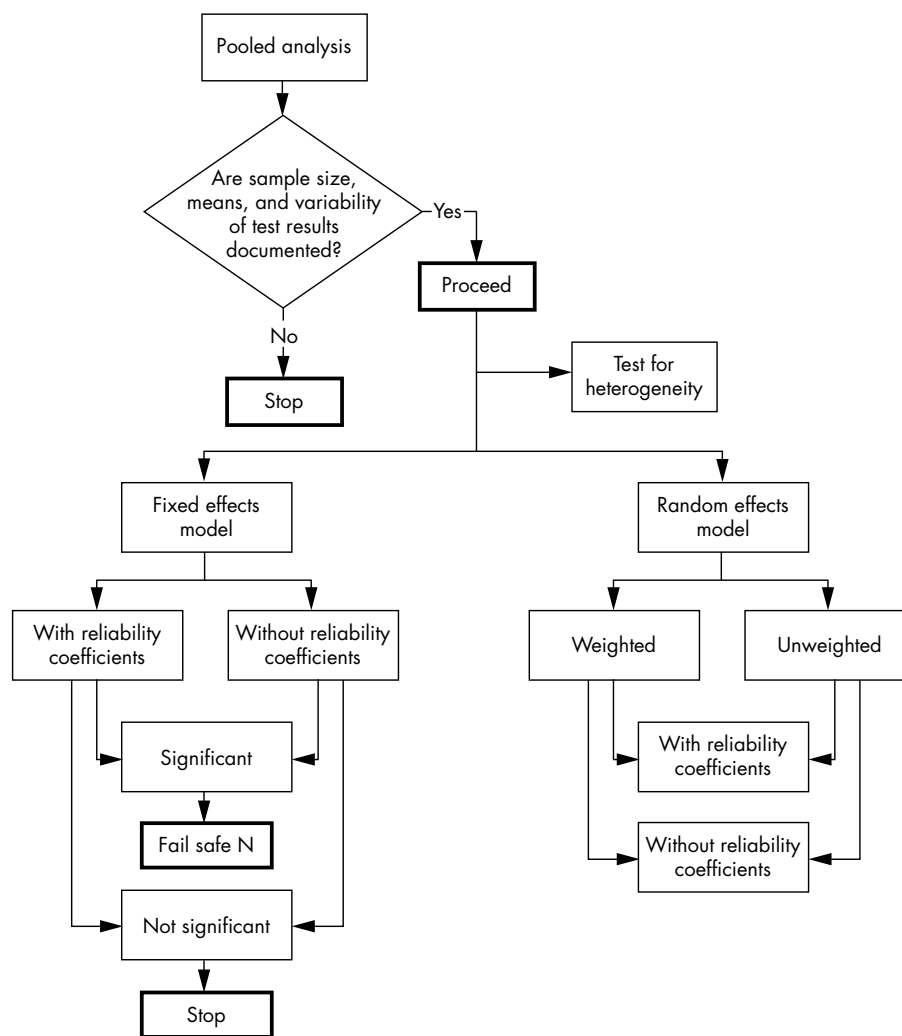 Pooled analysis
Are sample size,
means, and variability
of test results
documented?
Yes
Proceed
No
Stop
Test for
heterogeneity
Fixed effects
model
Random effects
model
With reliability
coefficients
Without reliability
coefficients
Weighted
Unweighted
Significant
With reliability
coefficients
Fail safe N
Without reliability
coefficients
Not significant
Stop